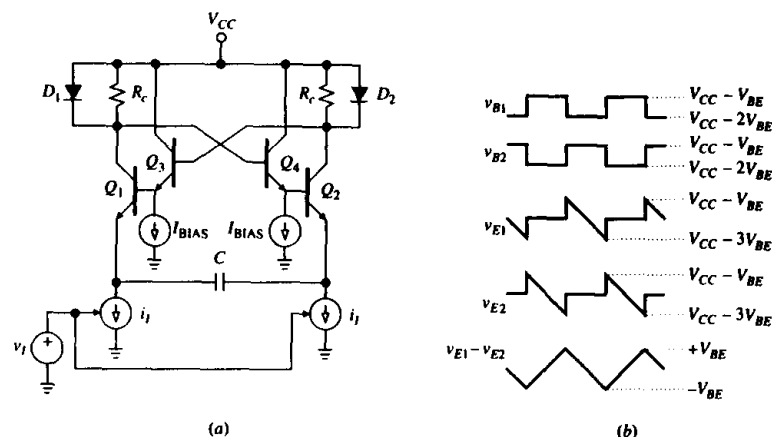 V_CC
D_1
R_c
R_c
D_2
Q_3
Q_4
Q_1
Q_2
I_BIAS
I_BIAS
C
i_I
i_I
v_I
+
(a)
v_B1
V_CC − V_BE
V_CC − 2V_BE
v_B2
V_CC − V_BE
V_CC − 2V_BE
v_E1
V_CC − V_BE
V_CC − 3V_BE
v_E2
V_CC − V_BE
V_CC − 3V_BE
v_E1 − v_E2
+V_BE
−V_BE
(b)